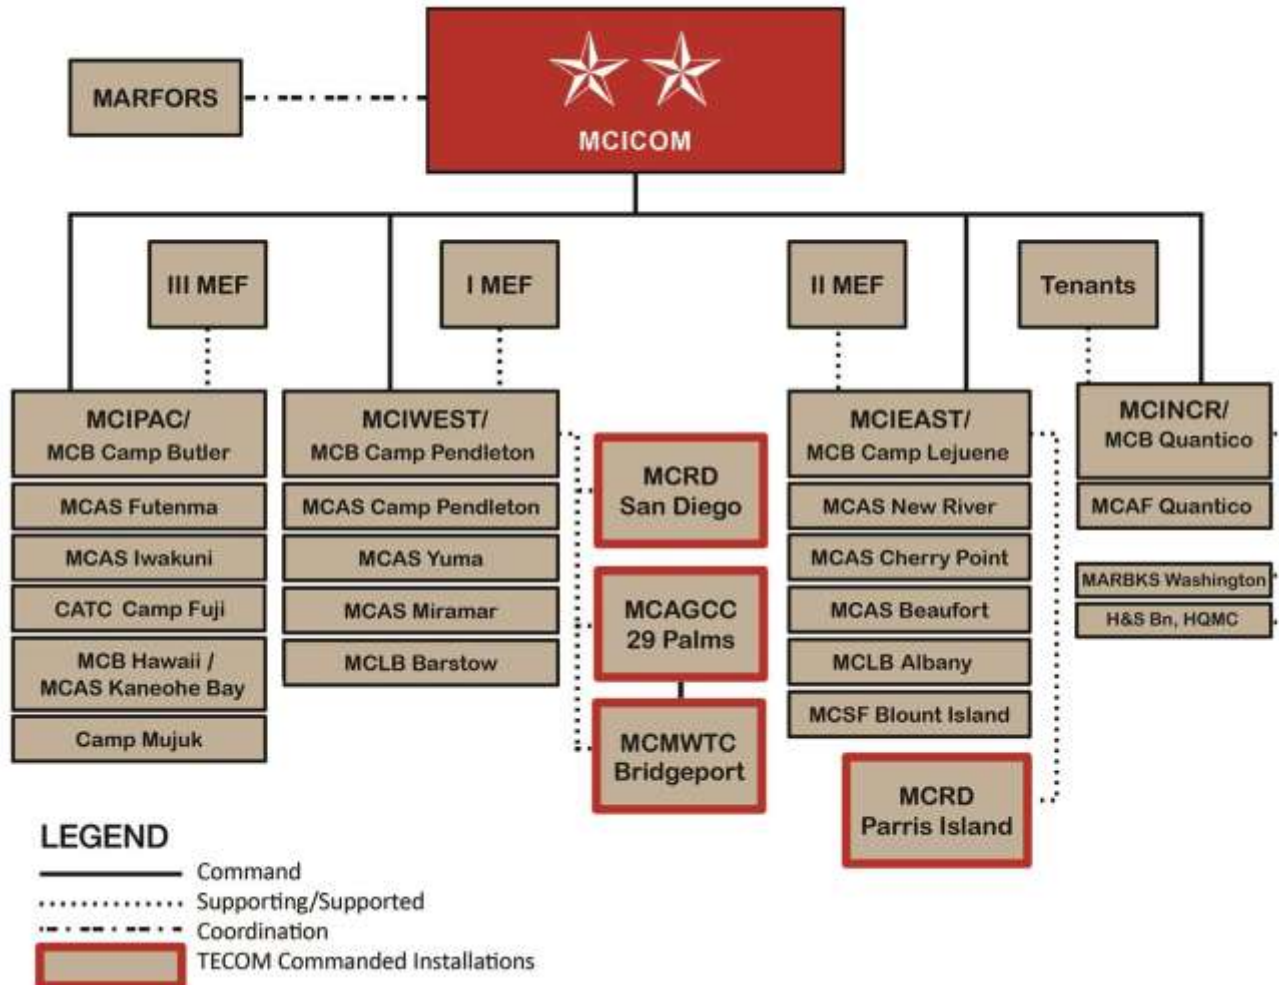 MARFORS
MCICOM
III MEF
I MEF
II MEF
Tenants
MCIPAC/
MCB Camp Butler
MCAS Futenma
MCAS Iwakuni
CATC Camp Fuji
MCB Hawaii /
MCAS Kaneohe Bay
Camp Mujuk
MCIWEST/
MCB Camp Pendleton
MCAS Camp Pendleton
MCAS Yuma
MCAS Miramar
MCLB Barstow
MCRD
San Diego
MCAGCC
29 Palms
MCMWTC
Bridgeport
MCIEAST/
MCB Camp Lejuene
MCAS New River
MCAS Cherry Point
MCAS Beaufort
MCLB Albany
MCSF Blount Island
MCRD
Parris Island
MCINCR/
MCB Quantico
MCAF Quantico
MARBKS Washington
H&S Bn, HQMC
LEGEND
Command
Supporting/Supported
Coordination
TECOM Commanded Installations